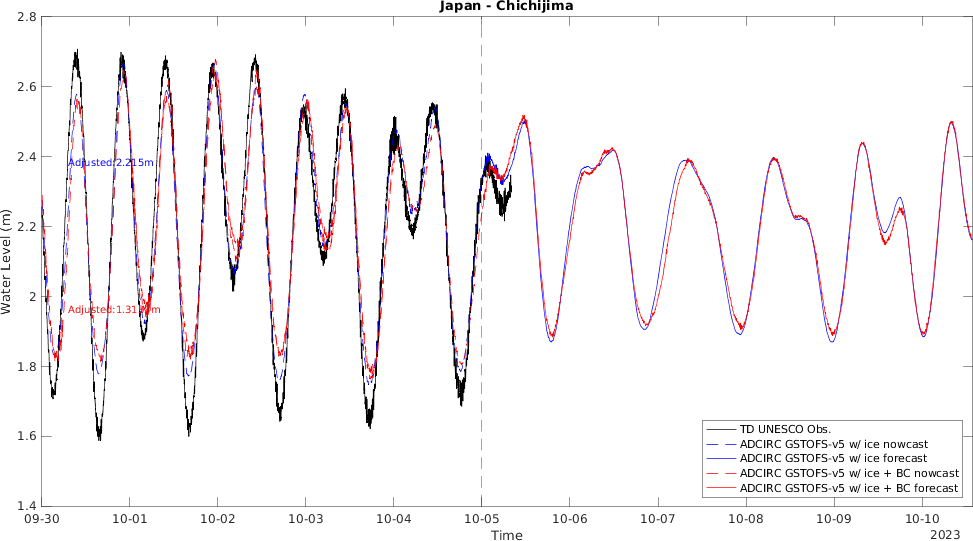 Japan - Chichijima
2.8
2.6
2.4
2.2
2
1.8
1.6
1.4
Water Level (m)
Adjusted:2.215m
09-30
10-01
10-02
10-03
10-04
10-05
10-06
10-07
10-08
10-09
10-10
Time
2023
TD UNESCO Obs.
ADCIRC GSTOFS-v5 w/ ice nowcast
ADCIRC GSTOFS-v5 w/ ice forecast
ADCIRC GSTOFS-v5 w/ ice + BC nowcast
ADCIRC GSTOFS-v5 w/ ice + BC forecast